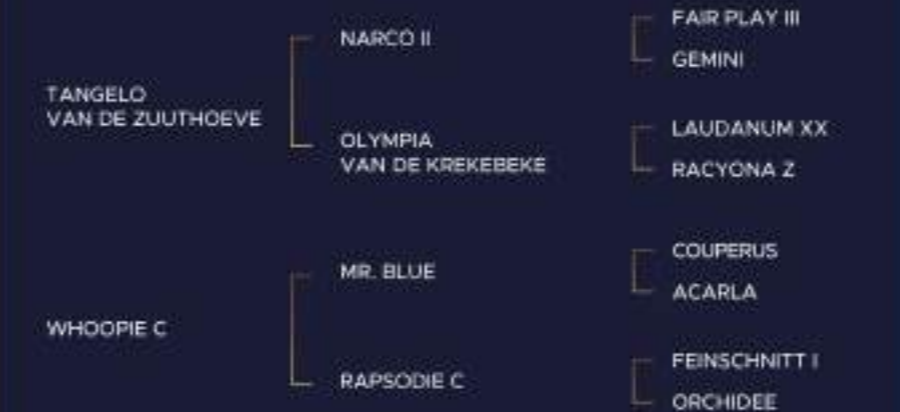 FAIR PLAY III
NARCO II
GEMINI
TANGELO
VAN DE ZUUTHOEVE
LAUDANUM XX
OLYMPIA
VAN DE KREKEBEKE
RACYONA Z
COUPERUS
MR. BLUE
ACARLA
WHOOPIE C
FEINSCHNITT I
RAPSODIE C
ORCHIDEE